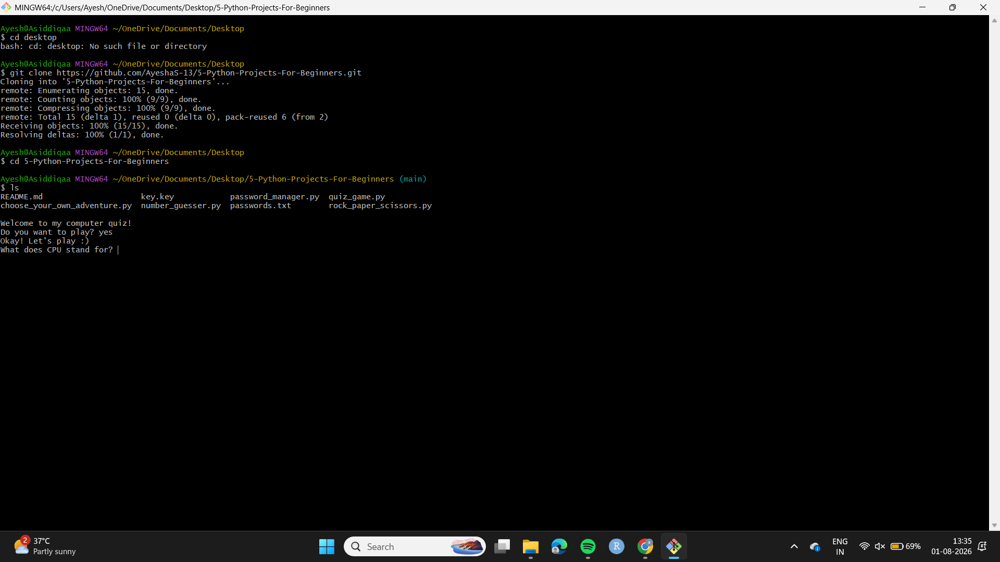 MINGW64:/c/Users/Ayesh/OneDrive/Documents/Desktop/5-Python-Projects-For-Beginners
Ayesh@Asiddiqaa MINGW64 ~/OneDrive/Documents/Desktop
$ cd desktop
bash: cd: desktop: No such file or directory
Ayesh@Asiddiqaa MINGW64 ~/OneDrive/Documents/Desktop
$ git clone https://github.com/AyeshaS-13/5-Python-Projects-For-Beginners.git
Cloning into '5-Python-Projects-For-Beginners'...
remote: Enumerating objects: 15, done.
remote: Counting objects: 100% (9/9), done.
remote: Compressing objects: 100% (9/9), done.
remote: Total 15 (delta 1), reused 0 (delta 0), pack-reused 6 (from 2)
Receiving objects: 100% (15/15), done.
Resolving deltas: 100% (1/1), done.
Ayesh@Asiddiqaa MINGW64 ~/OneDrive/Documents/Desktop
$ cd 5-Python-Projects-For-Beginners
Ayesh@Asiddiqaa MINGW64 ~/OneDrive/Documents/Desktop/5-Python-Projects-For-Beginners (main)
$ ls
README.md key.key password_manager.py quiz_game.py
choose_your_own_adventure.py number_guesser.py passwords.txt rock_paper_scissors.py
Welcome to my computer quiz!
Do you want to play? yes
Okay! Let's play :)
What does CPU stand for?
2
37°C
Partly sunny
Search
R
a
ENG
IN
69%
13:35
01-08-2026